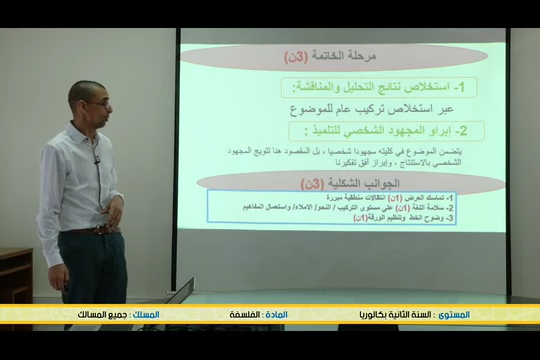 مرحلة الخاتمة (3ن)
1- استخلاص نتائج التحليل والمناقشة :
عبر استخلاص تركيب عام للموضوع
2- إبراو المجهود الشخصي للتلميذ :
يتضمن الموضوع في كليته مجهودا شخصيا ، بل المقصود هنا تتويج المجهود
الشخصي بالاستنتاج ، وإبراز أفق تفكيرنا
الجوانب الشكلية (3ن)
1- تماسك العرض (1ن) انتقالات منطقية مبررة
2- سلامة اللغة (1ن) على مستوى التركيب / النحو/ الاملاء/ واستعمال المفاهيم
3- وضوح الخط وتنظيم الورقة(1ن)
المستوى : السنة الثانية بكالوريا
المادة : الفلسفة
المسلك : جميع المسالك